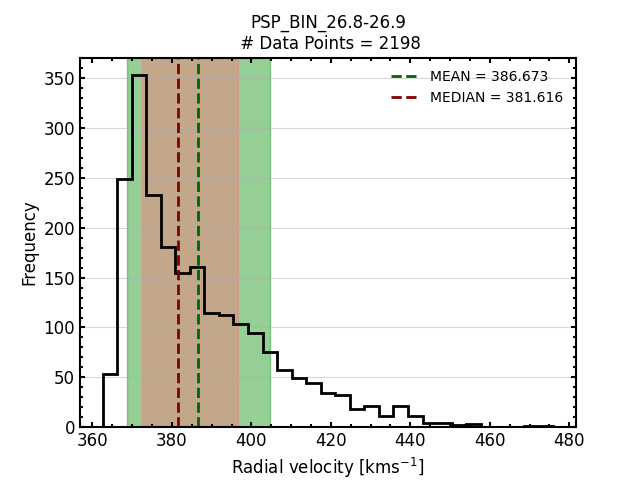 PSP_BIN_26.8-26.9
# Data Points = 2198
MEAN = 386.673
MEDIAN = 381.616
Frequency
350
300
250
200
150
100
50
0
360 380 400 420 440 460 480
Radial velocity [kms⁻¹]